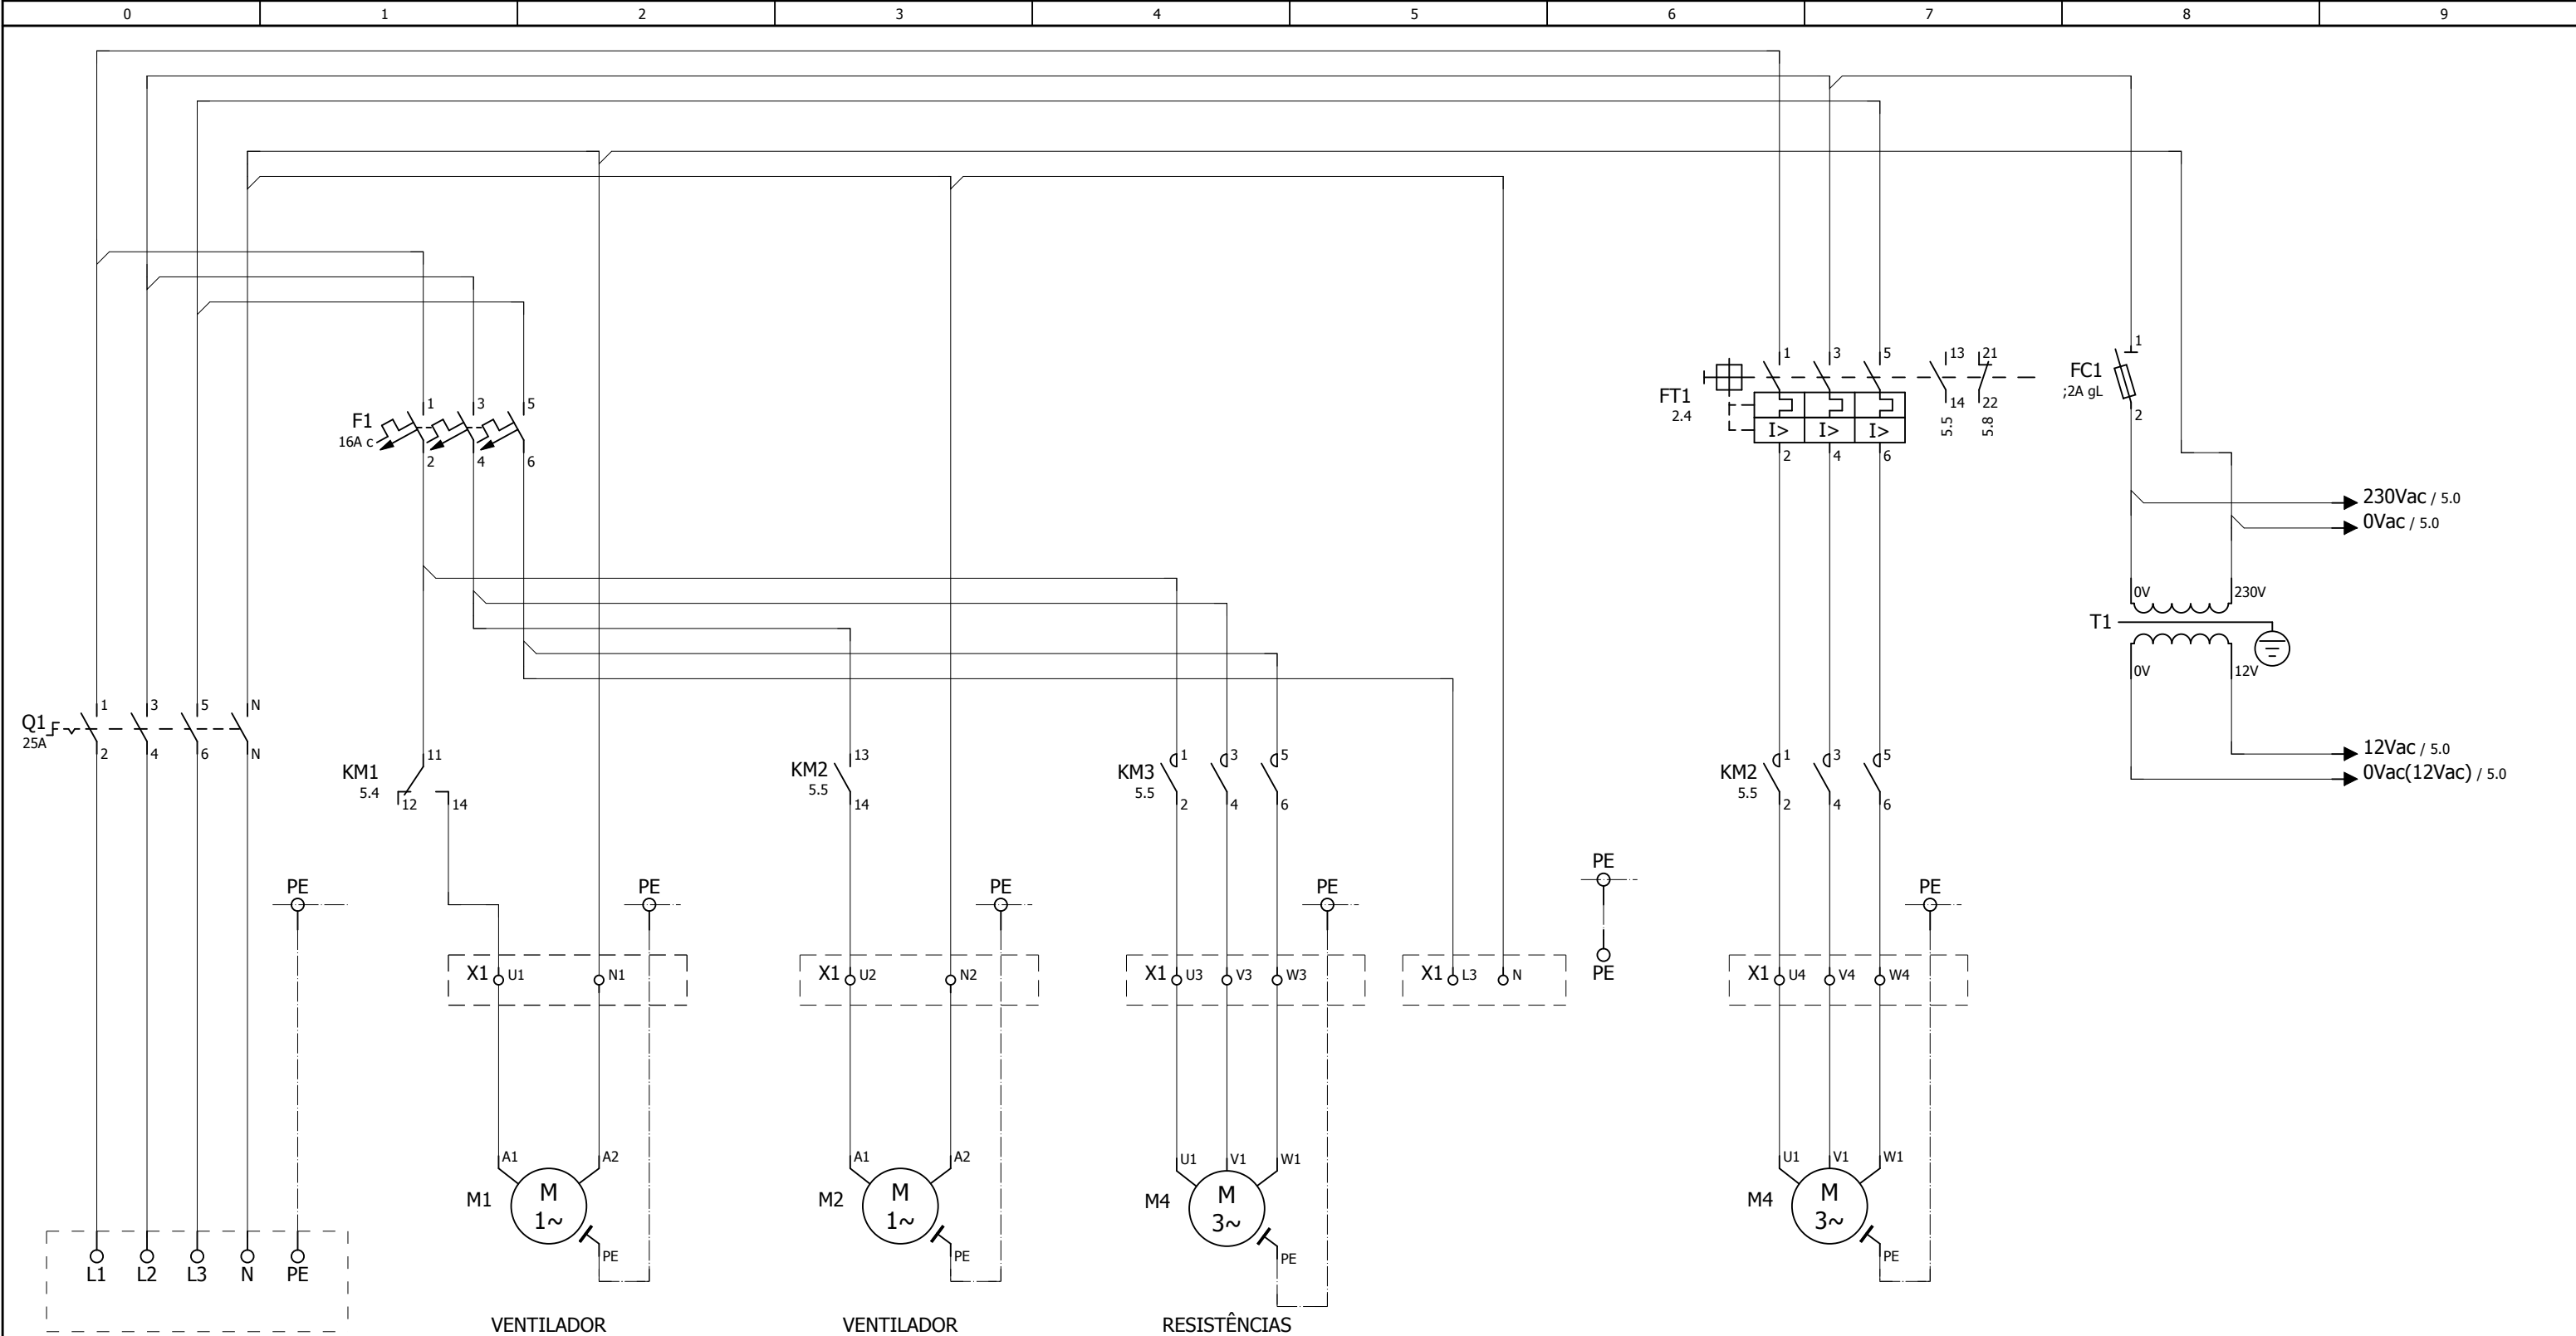 0 1 2 3 4 5 6 7 8 9
1 3 5 13 21
FC1 1
;2A gL
2
FT1
2.4
I> I> I>
14 22
5.5 5.8
2 4 6
F1 1 3 5
16A c
2 4 6
230Vac / 5.0
0Vac / 5.0
0V 230V
T1
0V 12V
Q1 1 3 5 N
25A
2 4 6 N
KM1 11
5.4
12 14
KM2 13
5.5
14
KM3 1 3 5
5.5
2 4 6
KM2 1 3 5
5.5
2 4 6
12Vac / 5.0
0Vac(12Vac) / 5.0
PE PE PE PE PE PE
PE
X1 U1 N1
X1 U2 N2
X1 U3 V3 W3
X1 L3 N
X1 U4 V4 W4
A1 A2
M1 M
1~
PE
A1 A2
M2 M
1~
PE
U1 V1 W1
M4 M
3~
PE
U1 V1 W1
M4 M
3~
PE
L1 L2 L3 N PE
VENTILADOR VENTILADOR RESISTÊNCIAS